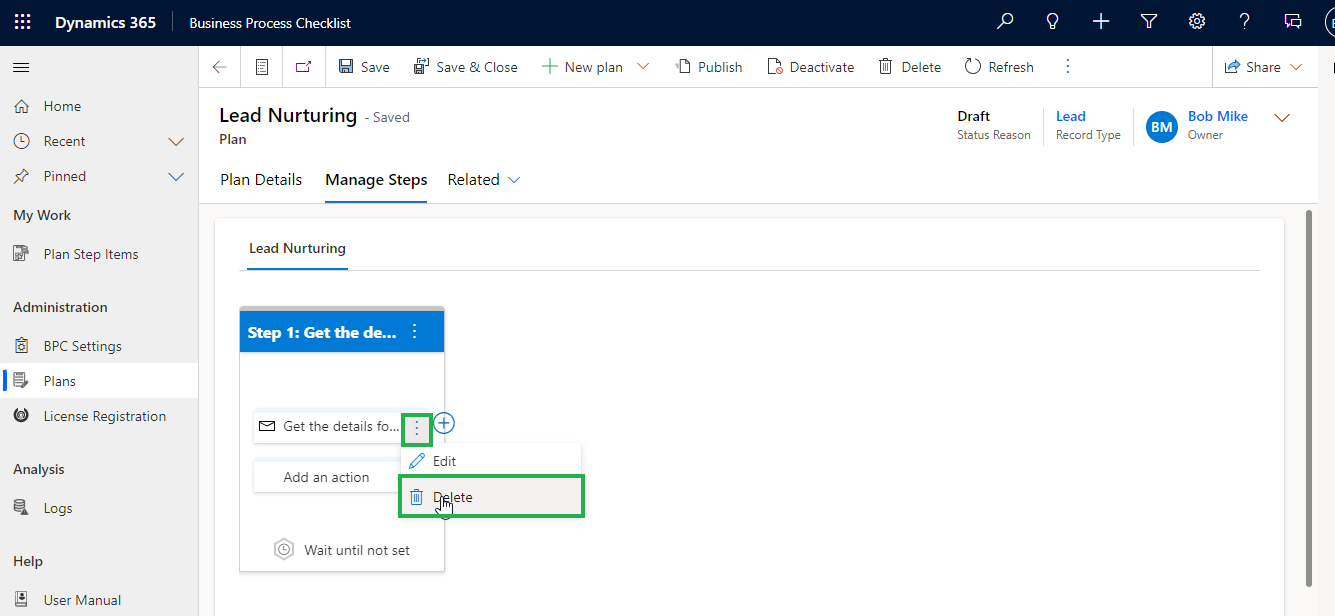 Dynamics 365
Business Process Checklist
Save
Save & Close
New plan
Publish
Deactivate
Delete
Refresh
Share
Home
Recent
Pinned
My Work
Plan Step Items
Administration
BPC Settings
Plans
License Registration
Analysis
Logs
Help
User Manual
Lead Nurturing - Saved
Plan
Draft
Status Reason
Lead
Record Type
BM
Bob Mike
Owner
Plan Details
Manage Steps
Related
Lead Nurturing
Step 1: Get the de...
Get the details fo...
Edit
Add an action
Delete
Wait until not set